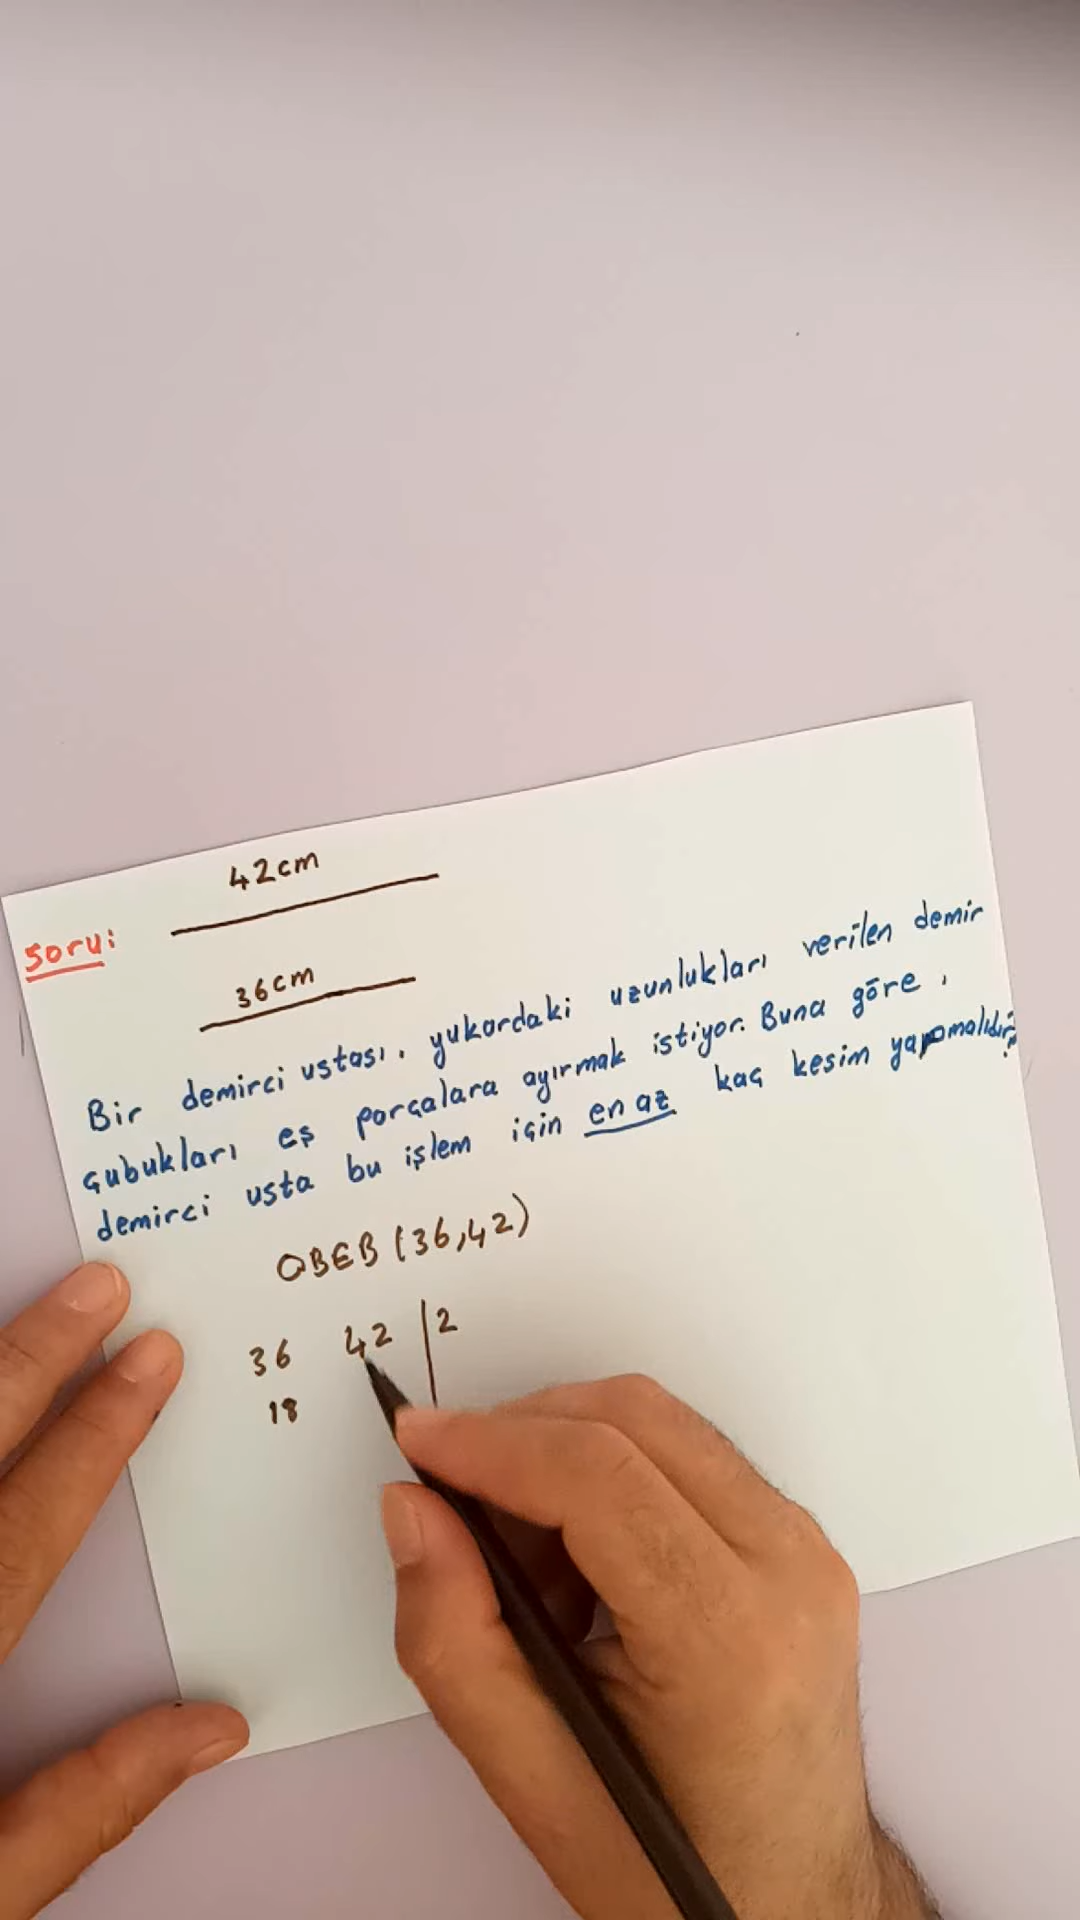 42cm
Soru:
36cm
Bir demirci ustası, yukardaki uzunlukları verilen demir
çubukları eş parçalara ayırmak istiyor. Buna göre,
demirci usta bu işlem için en az kaç kesim yapmalıdır?
OBEB (36,42)
36 42 | 2
18